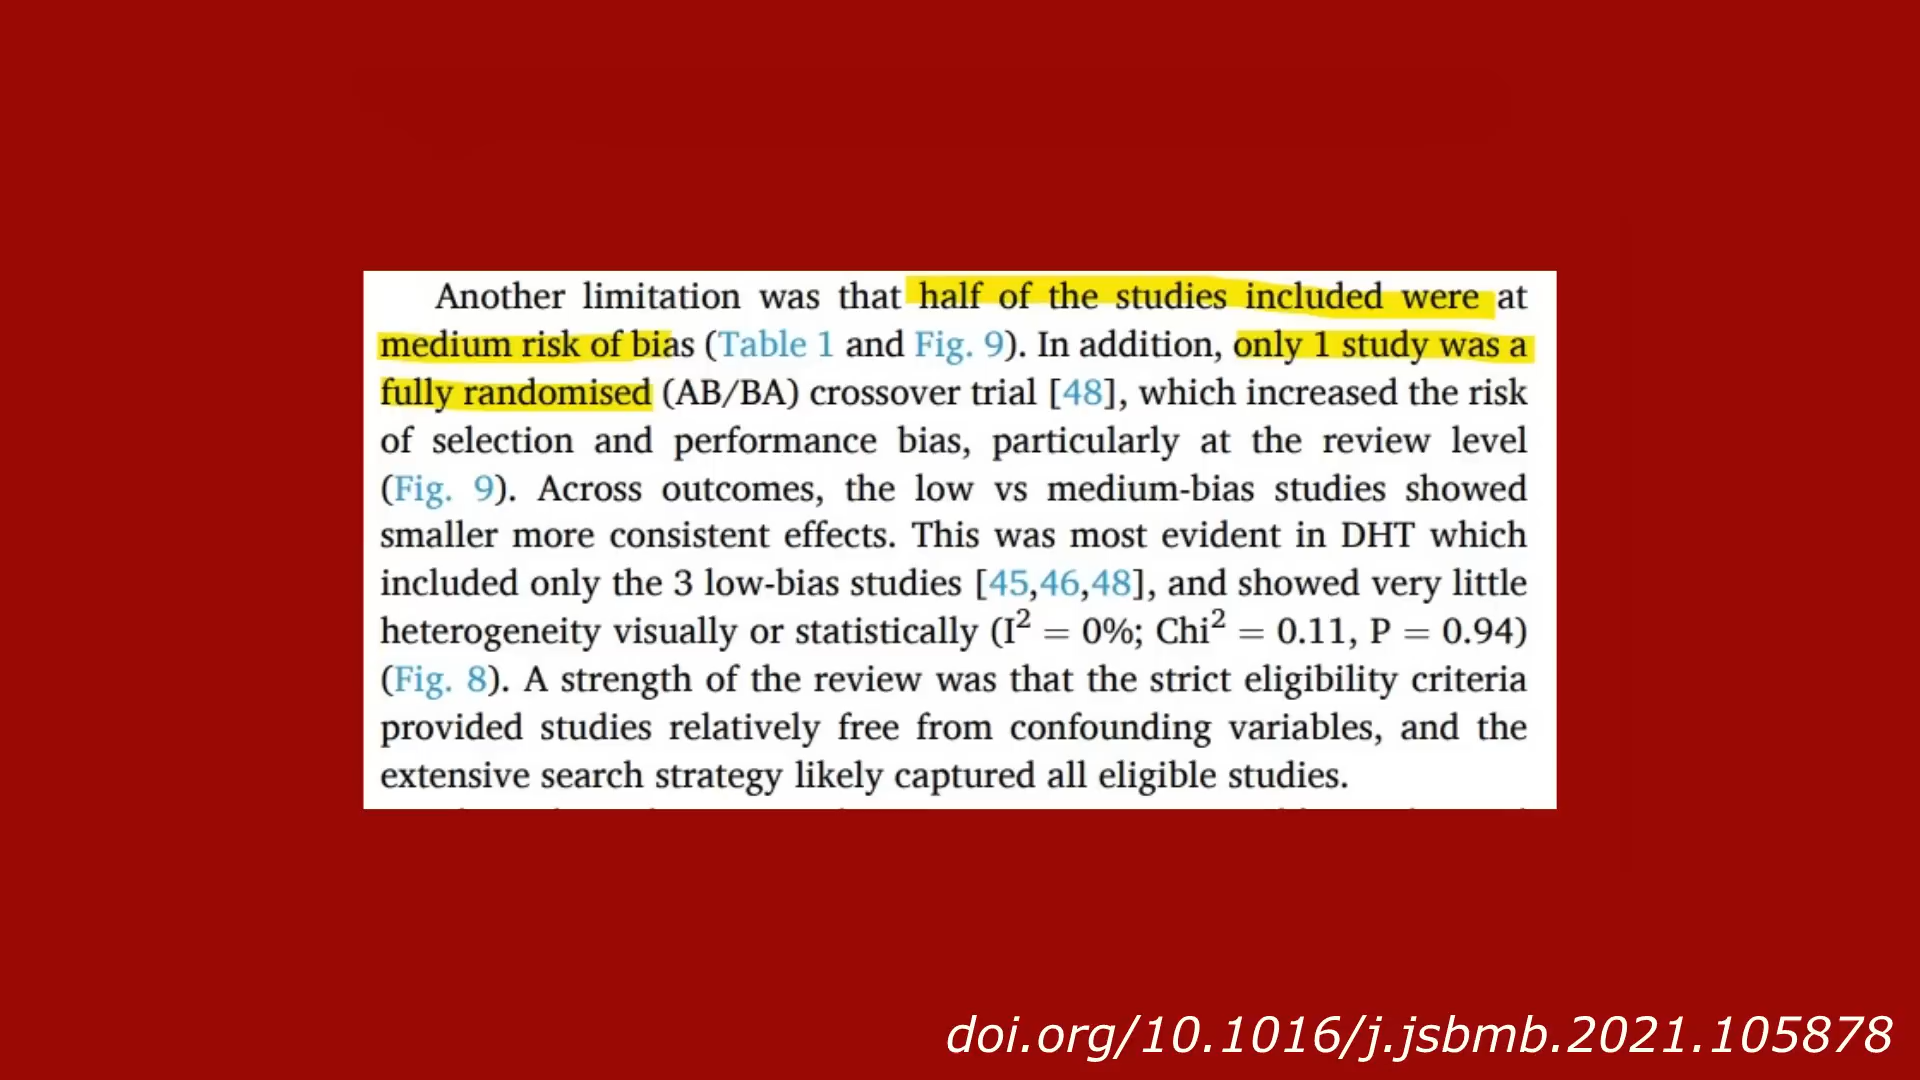 Another limitation was that half of the studies included were at
medium risk of bias (Table 1 and Fig. 9). In addition, only 1 study was a
fully randomised (AB/BA) crossover trial [48], which increased the risk
of selection and performance bias, particularly at the review level
(Fig. 9). Across outcomes, the low vs medium-bias studies showed
smaller more consistent effects. This was most evident in DHT which
included only the 3 low-bias studies [45,46,48], and showed very little
heterogeneity visually or statistically (I² = 0%; Chi² = 0.11, P = 0.94)
(Fig. 8). A strength of the review was that the strict eligibility criteria
provided studies relatively free from confounding variables, and the
extensive search strategy likely captured all eligible studies.
doi.org/10.1016/j.jsbmb.2021.105878